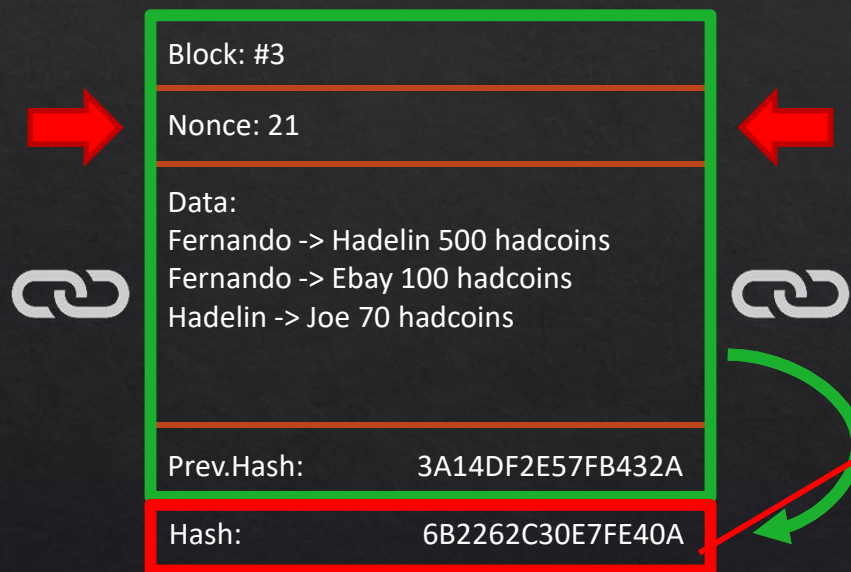 Block: #3
Nonce: 21
Data:
Fernando -> Hadelin 500 hadcoins
Fernando -> Ebay 100 hadcoins
Hadelin -> Joe 70 hadcoins
Prev.Hash: 3A14DF2E57FB432A
Hash: 6B2262C30E7FE40A